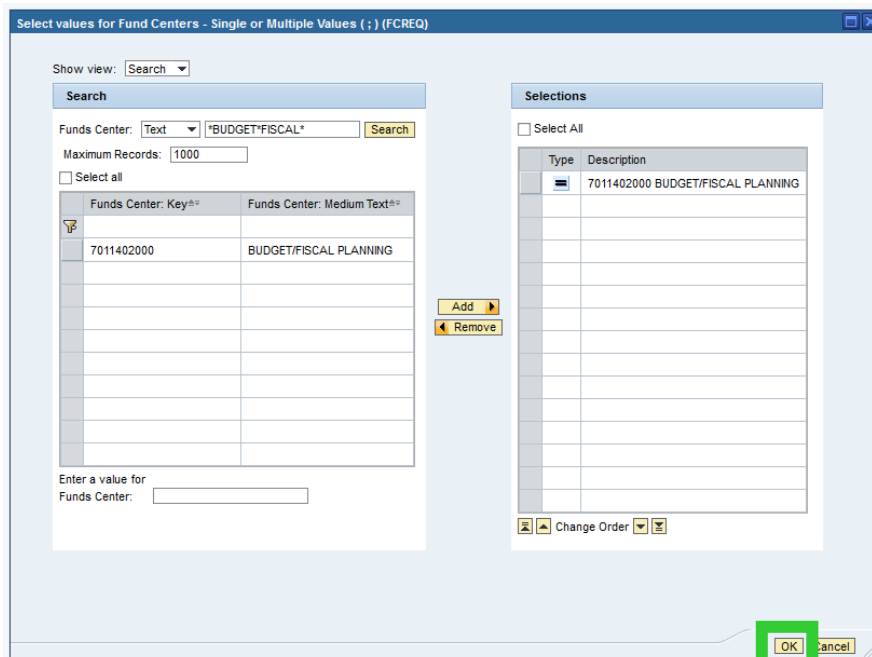 Select values for Fund Centers - Single or Multiple Values ( ; ) (FCREQ)
Show view: Search
Search
Funds Center: Text *BUDGET*FISCAL* Search
Maximum Records: 1000
Select all
Funds Center: Key Funds Center: Medium Text
7011402000 BUDGET/FISCAL PLANNING
Enter a value for
Funds Center:
Add
Remove
Selections
Select All
Type Description
7011402000 BUDGET/FISCAL PLANNING
Change Order
OK Cancel